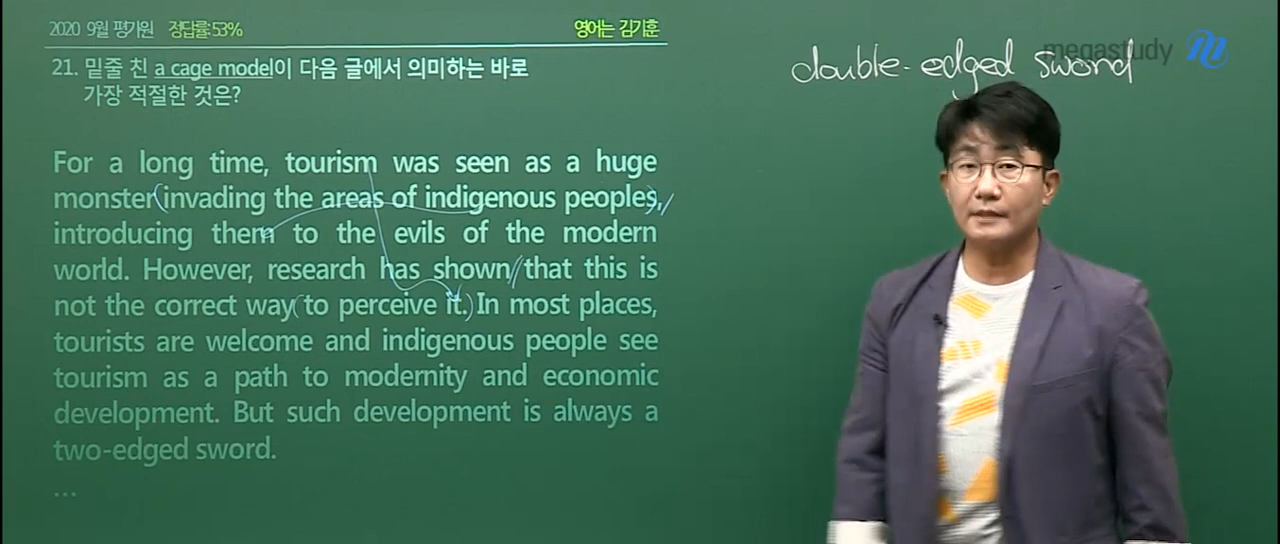 2020 9월 평가원 정답률:53%
영어는 김기훈
21. 밑줄 친 a cage model이 다음 글에서 의미하는 바로
가장 적절한 것은?
For a long time, tourism was seen as a huge
monster invading the areas of indigenous peoples,
introducing them to the evils of the modern
world. However, research has shown that this is
not the correct way to perceive it. In most places,
tourists are welcome and indigenous people see
tourism as a path to modernity and economic
development. But such development is always a
two-edged sword.
...
double-edged sword
megastudy